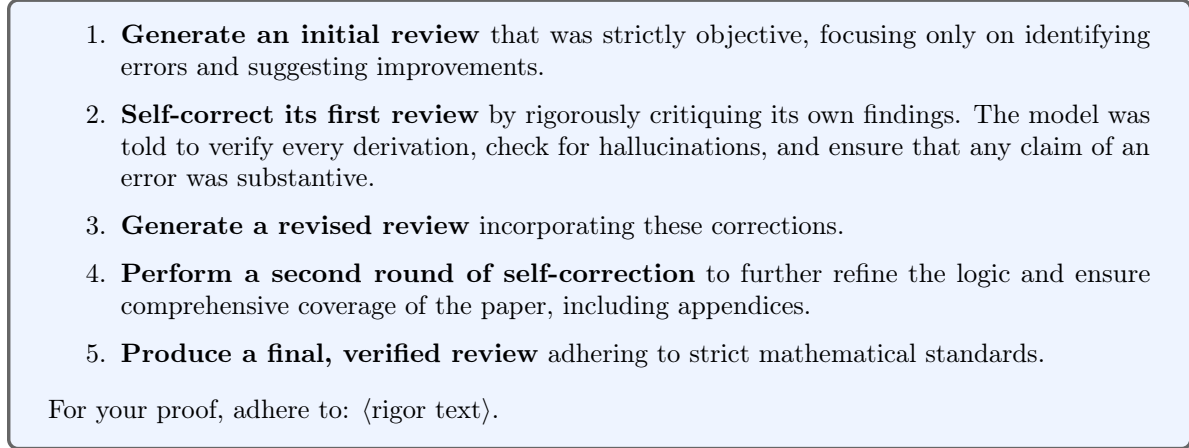 1. Generate an initial review that was strictly objective, focusing only on identifying
errors and suggesting improvements.
2. Self-correct its first review by rigorously critiquing its own findings. The model was
told to verify every derivation, check for hallucinations, and ensure that any claim of an
error was substantive.
3. Generate a revised review incorporating these corrections.
4. Perform a second round of self-correction to further refine the logic and ensure
comprehensive coverage of the paper, including appendices.
5. Produce a final, verified review adhering to strict mathematical standards.
For your proof, adhere to: ⟨rigor text⟩.